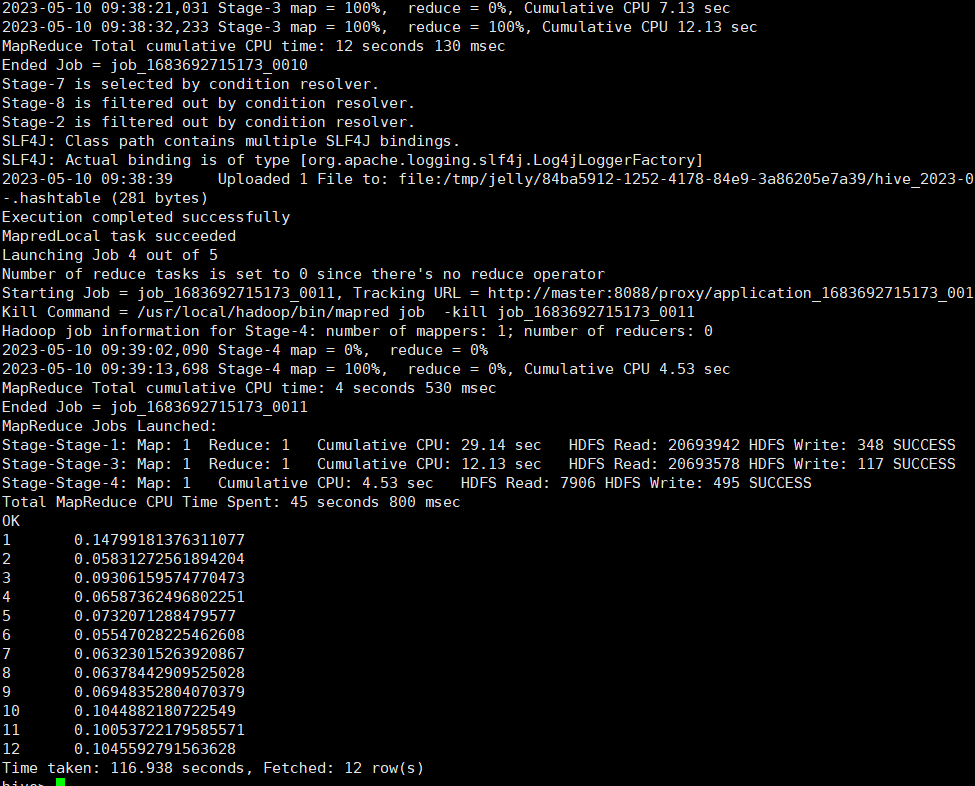 2023-05-10 09:38:21,031 Stage-3 map = 100%,  reduce = 0%, Cumulative CPU 7.13 sec
2023-05-10 09:38:32,233 Stage-3 map = 100%,  reduce = 100%, Cumulative CPU 12.13 sec
MapReduce Total cumulative CPU time: 12 seconds 130 msec
Ended Job = job_1683692715173_0010
Stage-7 is selected by condition resolver.
Stage-8 is filtered out by condition resolver.
Stage-2 is filtered out by condition resolver.
SLF4J: Class path contains multiple SLF4J bindings.
SLF4J: Actual binding is of type [org.apache.logging.slf4j.Log4jLoggerFactory]
2023-05-10 09:38:39     Uploaded 1 File to: file:/tmp/jelly/84ba5912-1252-4178-84e9-3a86205e7a39/hive_2023-0
-.hashtable (281 bytes)
Execution completed successfully
MapredLocal task succeeded
Launching Job 4 out of 5
Number of reduce tasks is set to 0 since there's no reduce operator
Starting Job = job_1683692715173_0011, Tracking URL = http://master:8088/proxy/application_1683692715173_001
Kill Command = /usr/local/hadoop/bin/mapred job  -kill job_1683692715173_0011
Hadoop job information for Stage-4: number of mappers: 1; number of reducers: 0
2023-05-10 09:39:02,090 Stage-4 map = 0%,  reduce = 0%
2023-05-10 09:39:13,698 Stage-4 map = 100%,  reduce = 0%, Cumulative CPU 4.53 sec
MapReduce Total cumulative CPU time: 4 seconds 530 msec
Ended Job = job_1683692715173_0011
MapReduce Jobs Launched:
Stage-Stage-1: Map: 1  Reduce: 1   Cumulative CPU: 29.14 sec   HDFS Read: 20693942 HDFS Write: 348 SUCCESS
Stage-Stage-3: Map: 1  Reduce: 1   Cumulative CPU: 12.13 sec   HDFS Read: 20693578 HDFS Write: 117 SUCCESS
Stage-Stage-4: Map: 1   Cumulative CPU: 4.53 sec   HDFS Read: 7906 HDFS Write: 495 SUCCESS
Total MapReduce CPU Time Spent: 45 seconds 800 msec
OK
1       0.14799181376311077
2       0.05831272561894204
3       0.09306159574770473
4       0.06587362496802251
5       0.0732071288479577
6       0.05547028225462608
7       0.06323015263920867
8       0.06378442909525028
9       0.06948352804070379
10      0.1044882180722549
11      0.10053722179585571
12      0.1045592791563628
Time taken: 116.938 seconds, Fetched: 12 row(s)
hive>